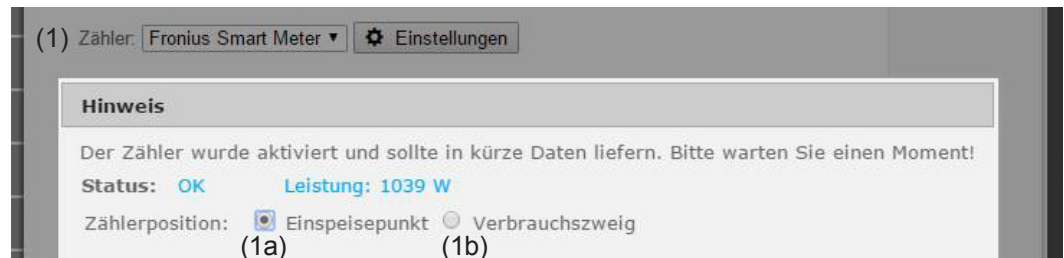 (1) Zähler: Fronius Smart Meter Einstellungen
Hinweis
Der Zähler wurde aktiviert und sollte in kürze Daten liefern. Bitte warten Sie einen Moment!
Status: OK Leistung: 1039 W
Zählerposition: Einspeisepunkt Verbrauchszweig
(1a) (1b)